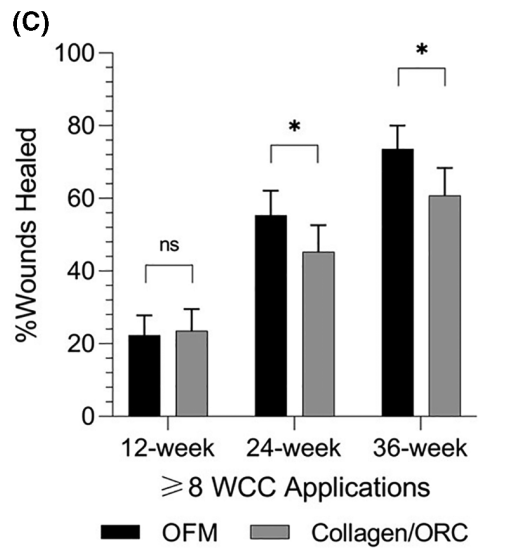 (C)
%Wounds Healed
100
80
60
40
20
0
ns
*
*
12-week 24-week 36-week
⩾8 WCC Applications
OFM Collagen/ORC